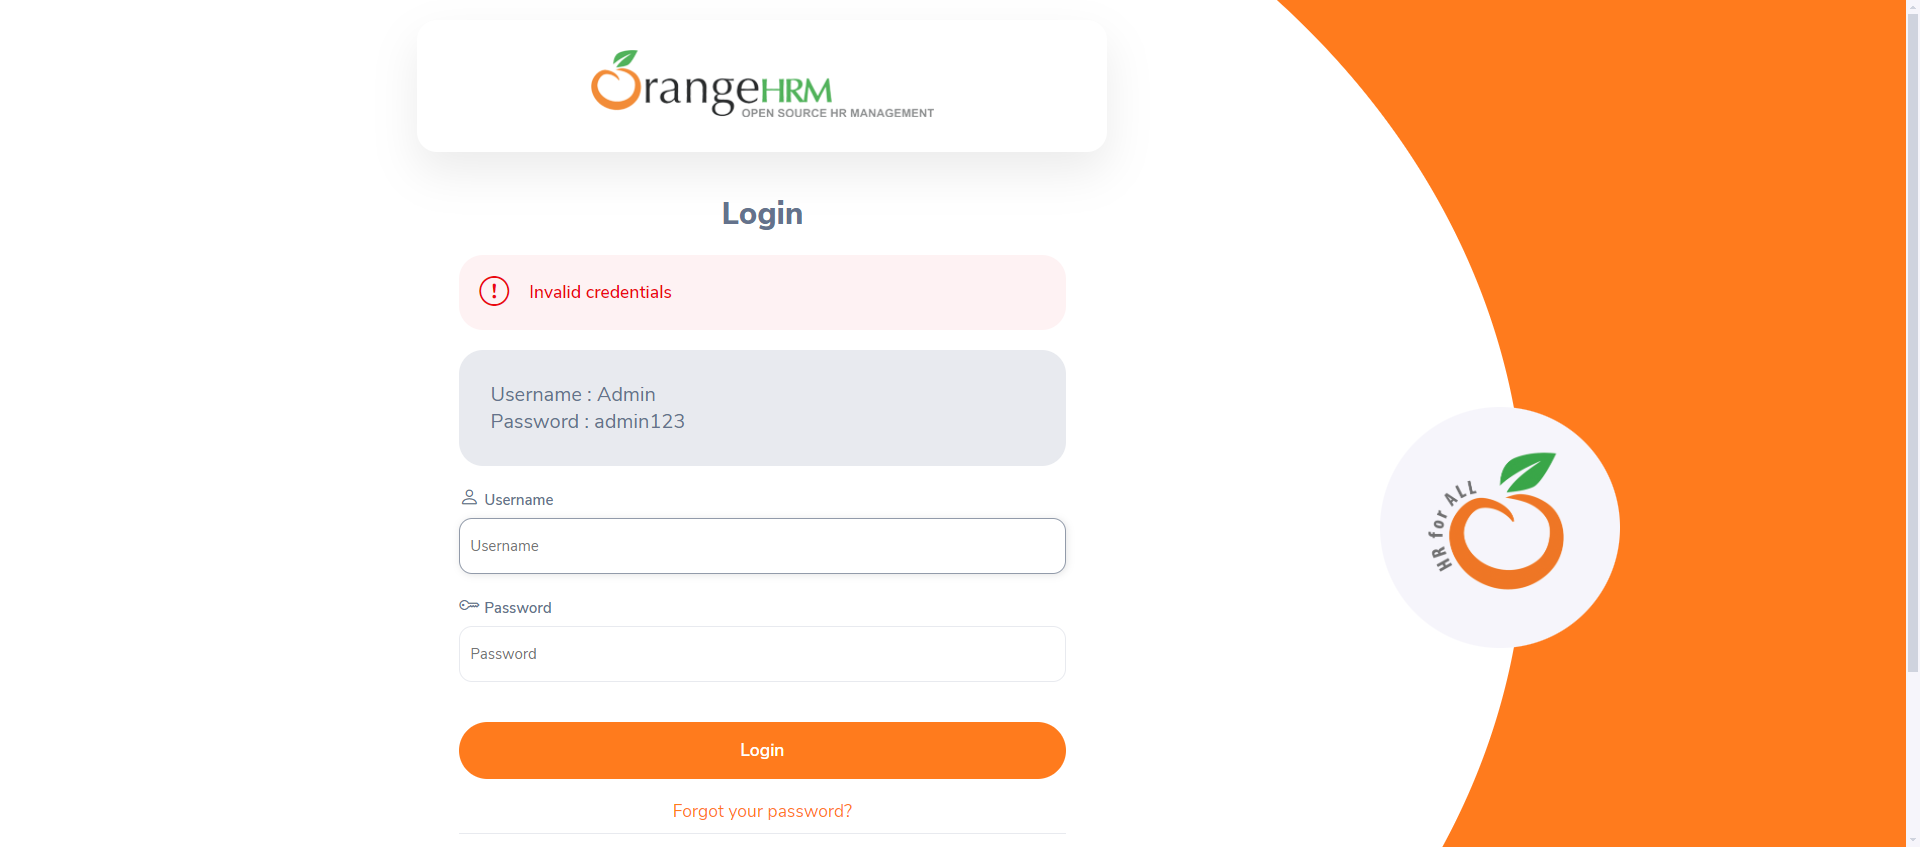 OrangeHRM
OPEN SOURCE HR MANAGEMENT
Login
Invalid credentials
Username : Admin
Password : admin123
Username
Username
Password
Password
Login
Forgot your password?
HR for ALL